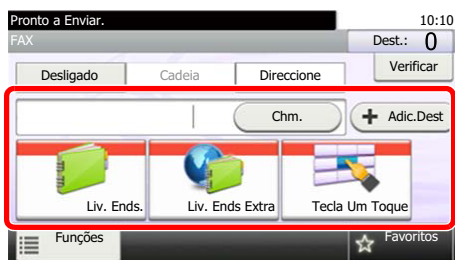 Pronto a Enviar. 10:10
FAX Dest.: 0
Desligado Cadeia Direccione Verificar
Chm. + Adic.Dest
Liv. Ends. Liv. Ends Extra Tecla Um Toque
Funções Favoritos